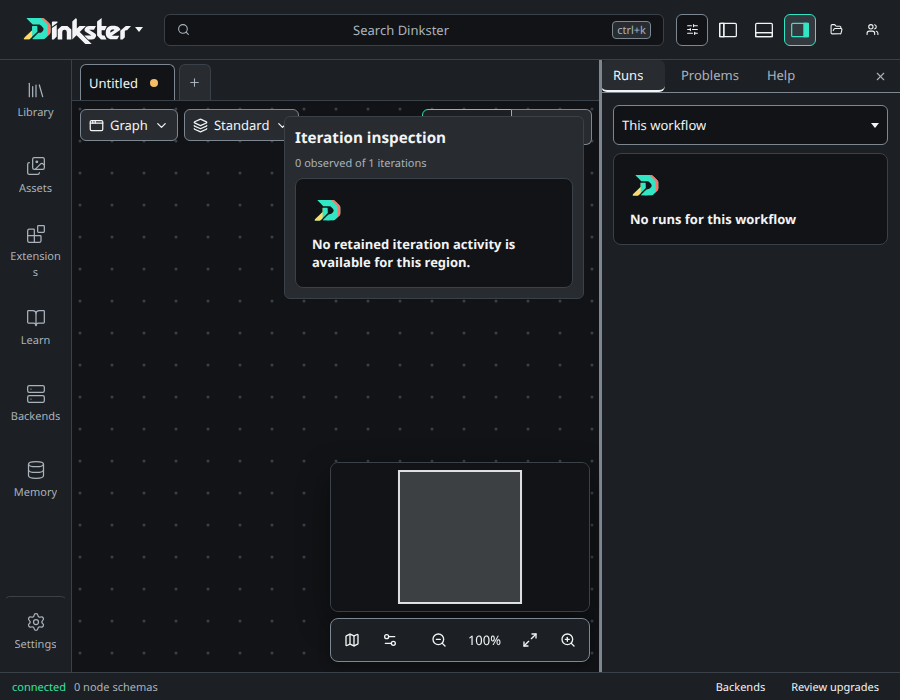 Dinkster
Search Dinkster
ctrl+k
Untitled
Runs
Problems
Help
Library
Graph
Standard
This workflow
Iteration inspection
0 observed of 1 iterations
Assets
No retained iteration activity is
available for this region.
No runs for this workflow
Extension
s
Learn
Backends
Memory
Settings
100%
connected
0 node schemas
Backends
Review upgrades